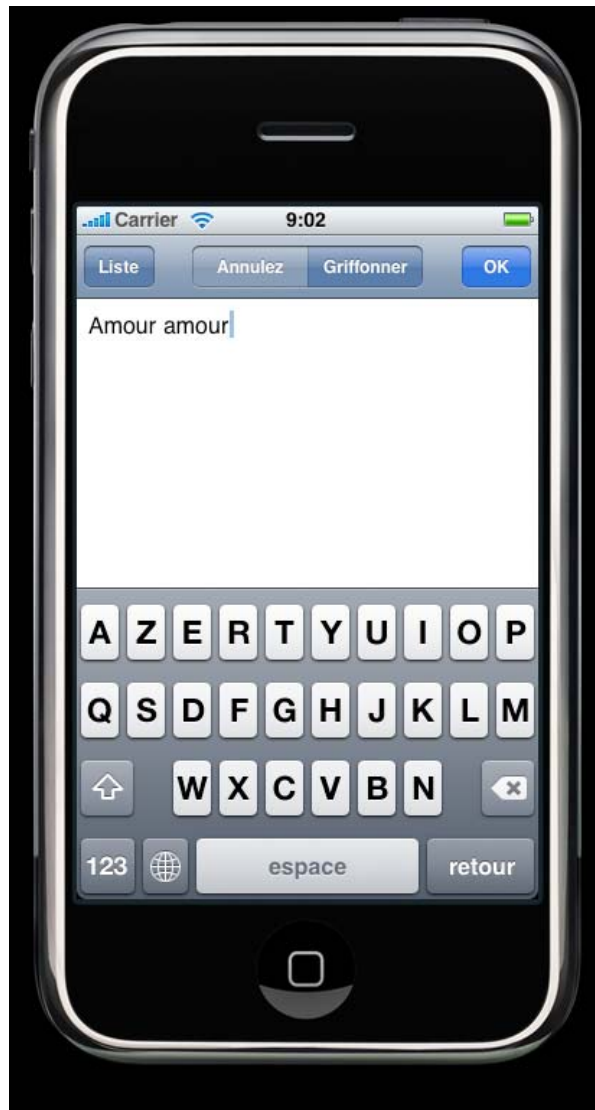 Carrier 9:02
Liste Annulez Griffonner OK
Amour amour
A Z E R T Y U I O P
Q S D F G H J K L M
W X C V B N
123 espace retour